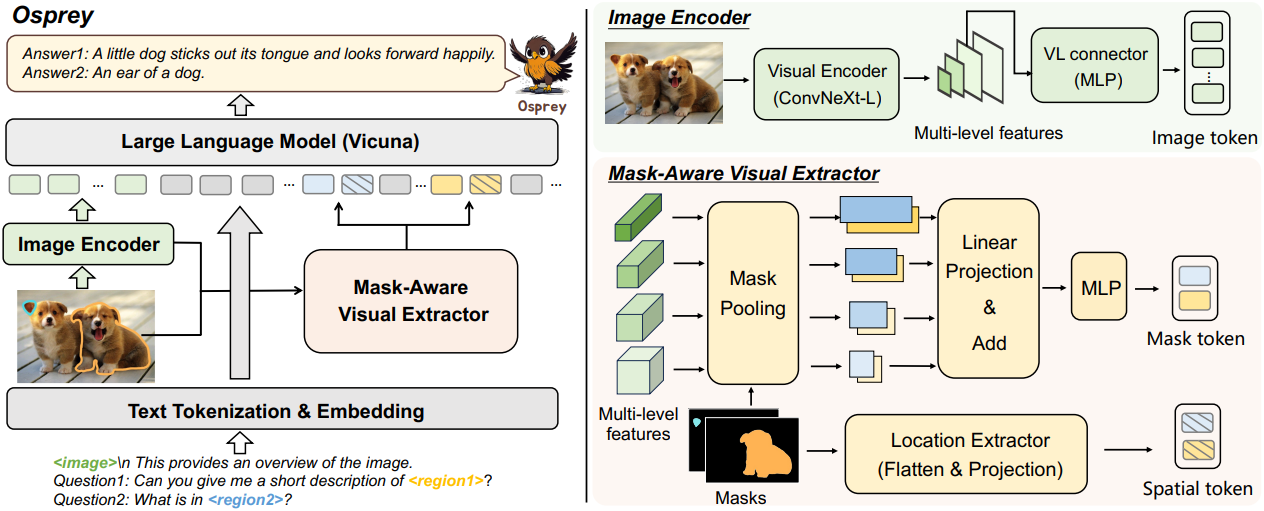 Osprey
Answer1: A little dog sticks out its tongue and looks forward happily.
Answer2: An ear of a dog.
Osprey
Large Language Model (Vicuna)
... ... ... ...
Image Encoder
Mask-Aware
Visual Extractor
Text Tokenization & Embedding
<image>\n This provides an overview of the image.
Question1: Can you give me a short description of <region1>?
Question2: What is in <region2>?
Image Encoder
Visual Encoder
(ConvNeXt-L)
Multi-level features
VL connector
(MLP)
Image token
Mask-Aware Visual Extractor
Multi-level
features
Mask
Pooling
Linear
Projection
&
Add
MLP
Mask token
Masks
Location Extractor
(Flatten & Projection)
Spatial token